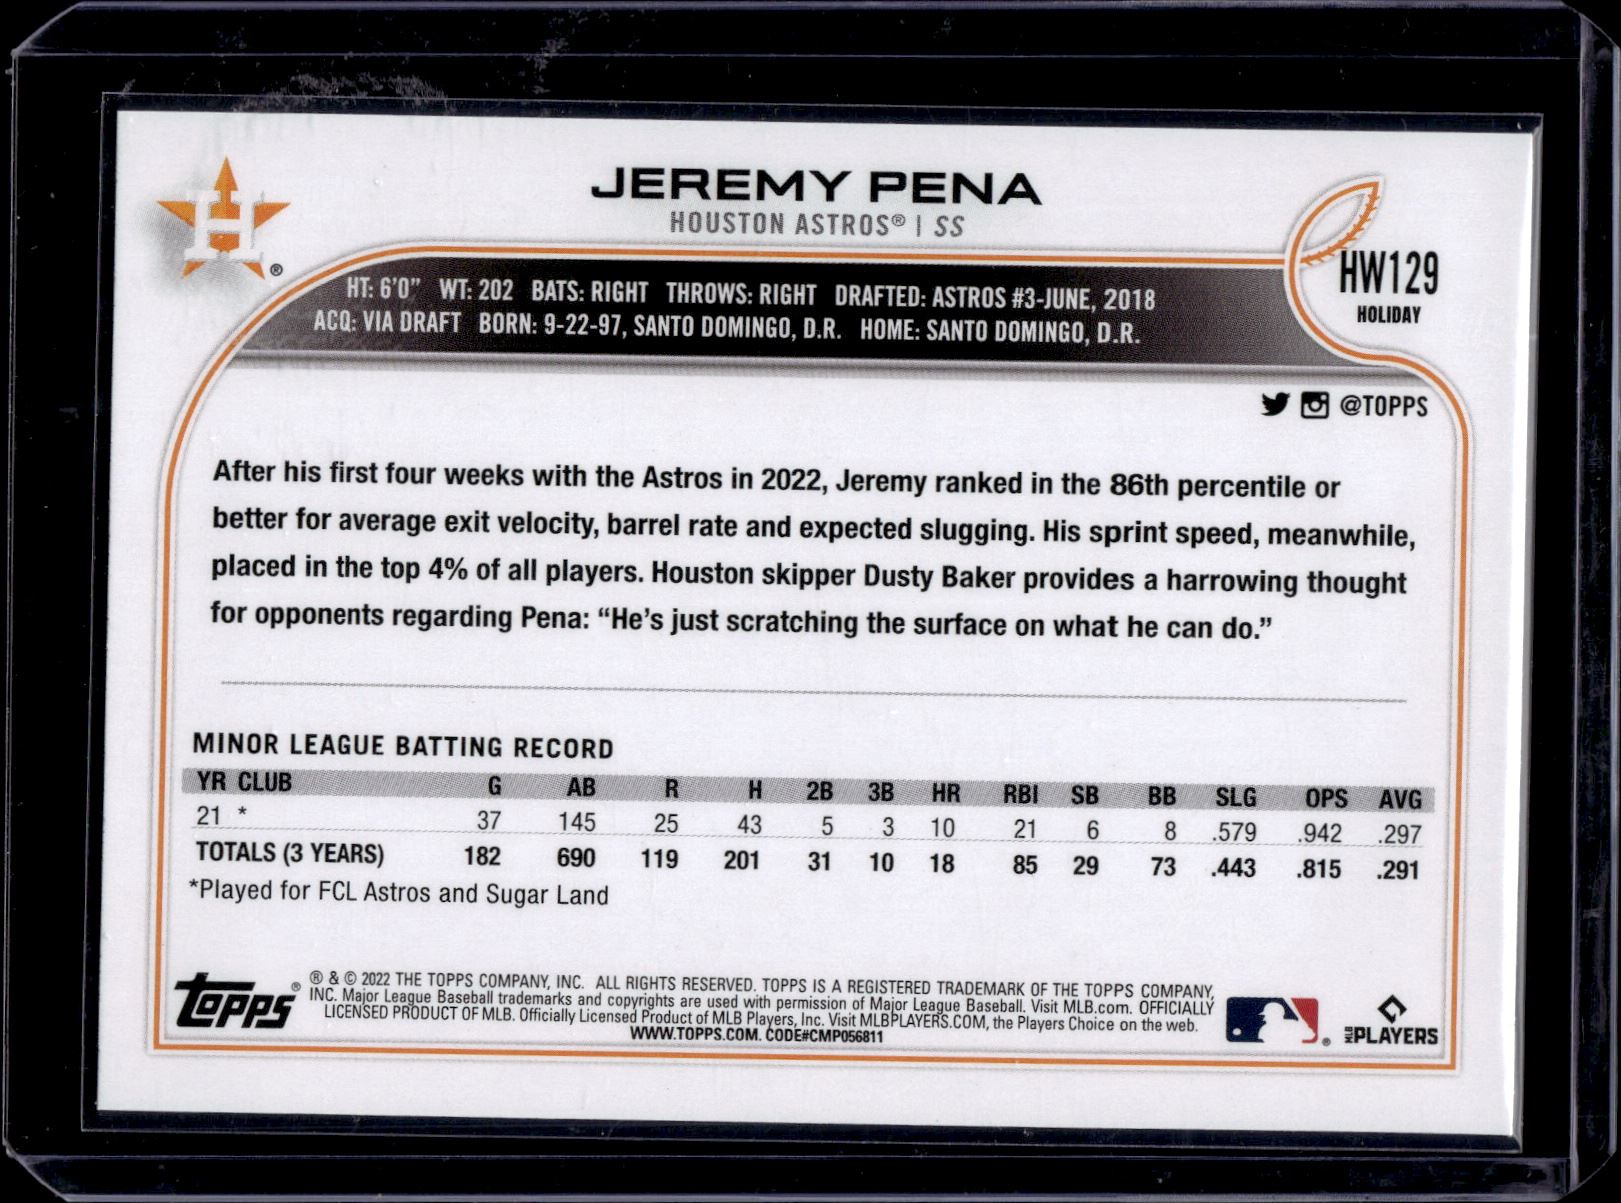 JEREMY PENA
HOUSTON ASTROS® | SS
H
®
HW129
HOLIDAY
HT: 6'0" WT: 202 BATS: RIGHT THROWS: RIGHT DRAFTED: ASTROS #3-JUNE, 2018
ACQ: VIA DRAFT BORN: 9-22-97, SANTO DOMINGO, D.R. HOME: SANTO DOMINGO, D.R.
@TOPPS
After his first four weeks with the Astros in 2022, Jeremy ranked in the 86th percentile or
better for average exit velocity, barrel rate and expected slugging. His sprint speed, meanwhile,
placed in the top 4% of all players. Houston skipper Dusty Baker provides a harrowing thought
for opponents regarding Pena: “He’s just scratching the surface on what he can do.”
MINOR LEAGUE BATTING RECORD
YR CLUB G AB R H 2B 3B HR RBI SB BB SLG OPS AVG
21 * 37 145 25 43 5 3 10 21 6 8 .579 .942 .297
TOTALS (3 YEARS) 182 690 119 201 31 10 18 85 29 73 .443 .815 .291
*Played for FCL Astros and Sugar Land
topps®
® & © 2022 THE TOPPS COMPANY, INC. ALL RIGHTS RESERVED. TOPPS IS A REGISTERED TRADEMARK OF THE TOPPS COMPANY,
INC. Major League Baseball trademarks and copyrights are used with permission of Major League Baseball. Visit MLB.com. OFFICIALLY
LICENSED PRODUCT OF MLB. Officially Licensed Product of MLB Players, Inc. Visit MLBPLAYERS.COM, the Players Choice on the web.
WWW.TOPPS.COM. CODE#CMP056811
®
MLB PLAYERS